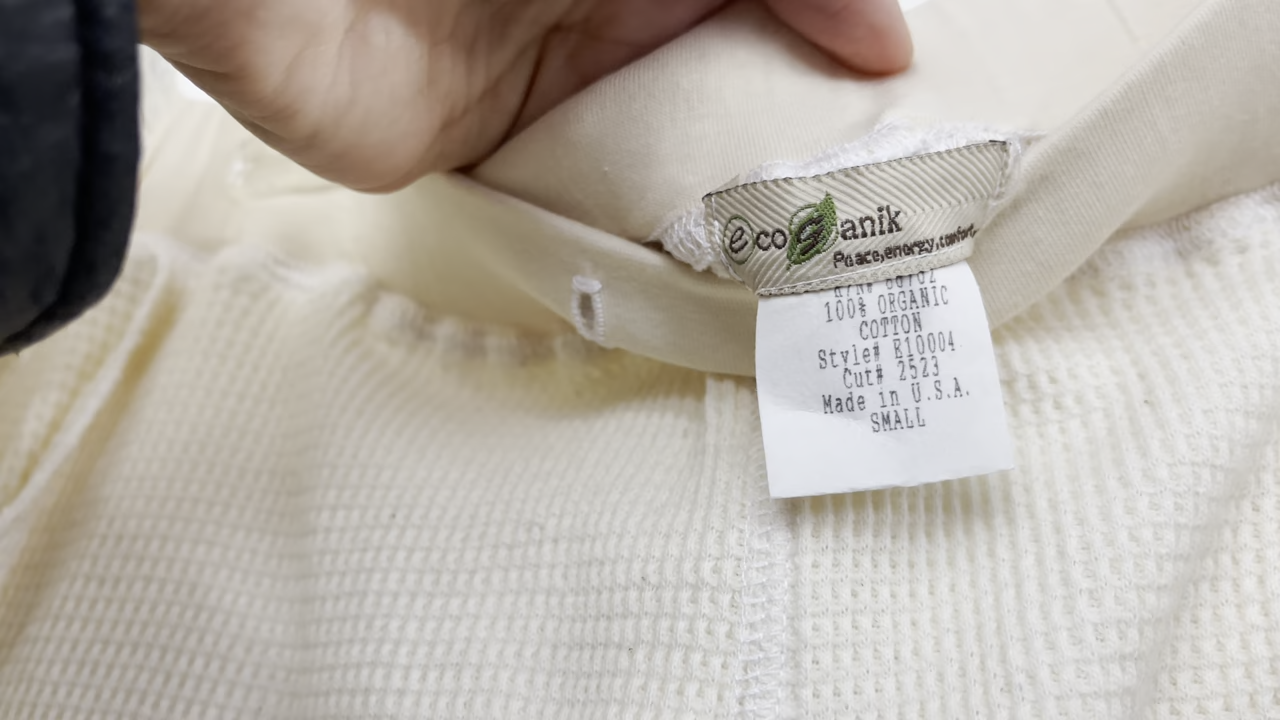 ecoganik
Peace,energy,comfort.
100% ORGANIC
COTTON
Style# R10004
Cut# 2523
Made in U.S.A.
SMALL